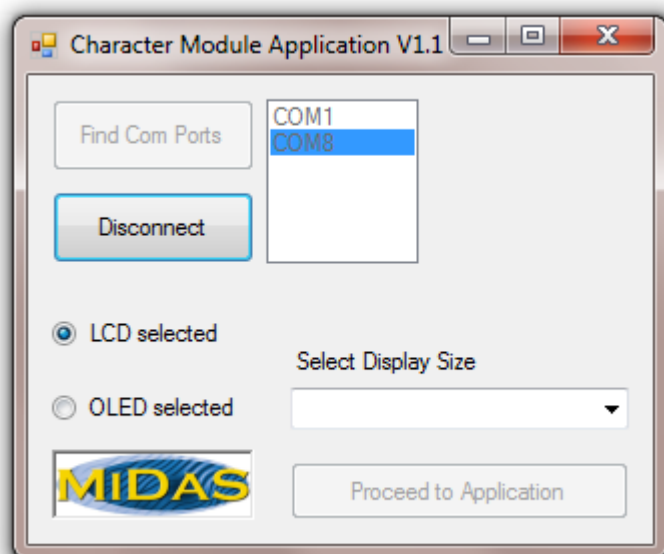 Character Module Application V1.1
Find Com Ports
COM1
COM8
Disconnect
LCD selected
Select Display Size
OLED selected
MIDAS
Proceed to Application